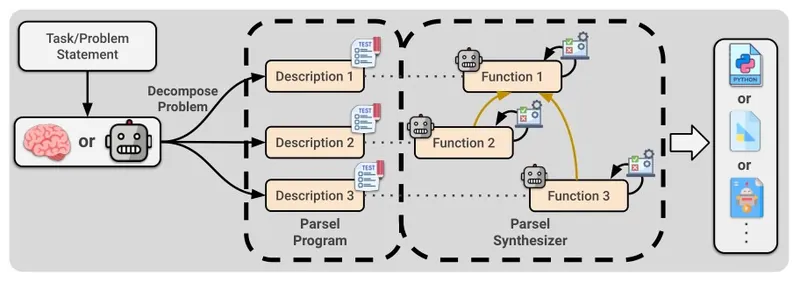 Task/Problem
Statement
or
Decompose
Problem
Description 1
TEST
Description 2
TEST
Description 3
TEST
Parsel
Program
Function 1
Function 2
Function 3
Parsel
Synthesizer
PYTHON
or
or